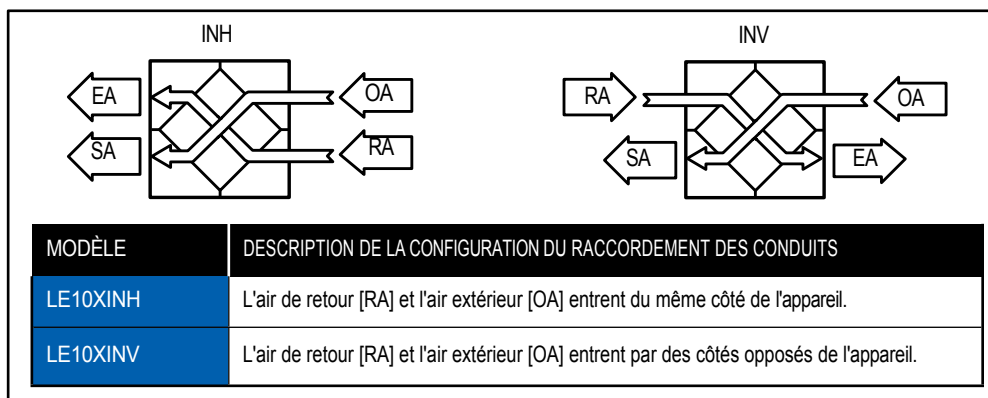 INH
INV
EA
OA
SA
RA
RA
OA
SA
EA
MODÈLE
DESCRIPTION DE LA CONFIGURATION DU RACCORDEMENT DES CONDUITS
LE10XINH
L'air de retour [RA] et l'air extérieur [OA] entrent du même côté de l'appareil.
LE10XINV
L'air de retour [RA] et l'air extérieur [OA] entrent par des côtés opposés de l'appareil.